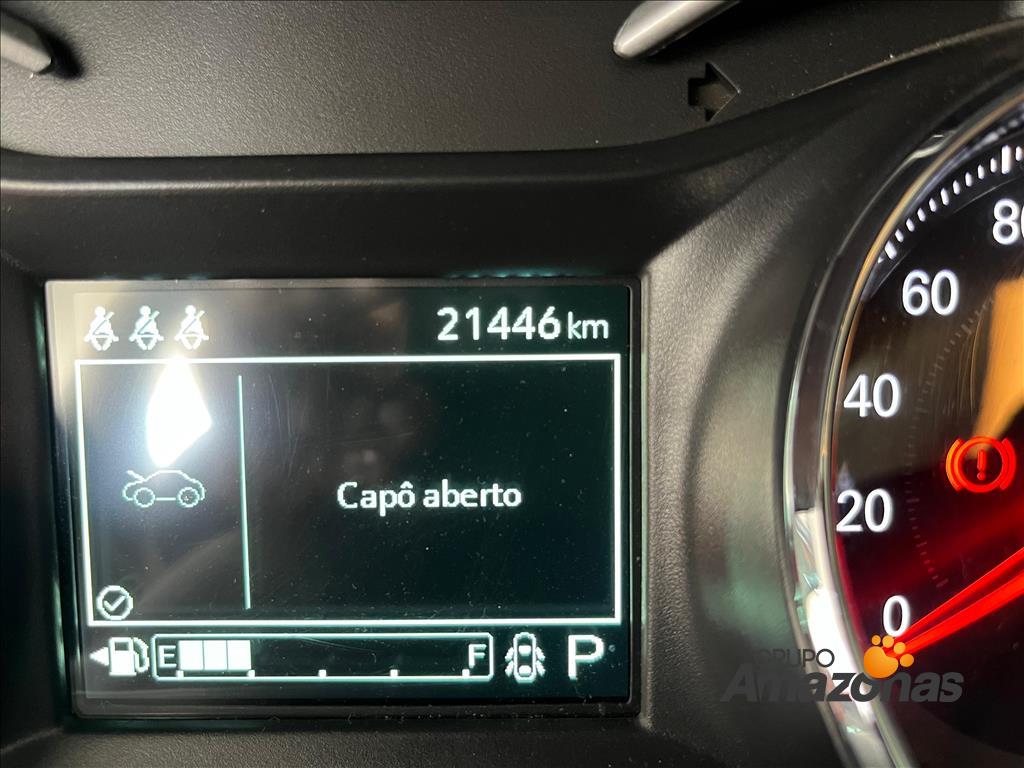 21446 km
Capô aberto
E F P
80
60
40
20
0
GRUPO
Amazonas